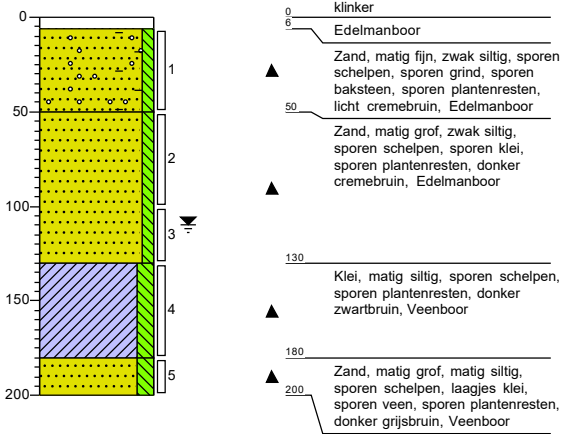 0
50
100
150
200
1
2
3
4
5
0
klinker
6
Edelmanboor
Zand, matig fijn, zwak siltig, sporen
schelpen, sporen grind, sporen
baksteen, sporen plantenresten,
licht cremebruin, Edelmanboor
50
Zand, matig grof, zwak siltig,
sporen schelpen, sporen klei,
sporen plantenresten, donker
cremebruin, Edelmanboor
130
Klei, matig siltig, sporen schelpen,
sporen plantenresten, donker
zwartbruin, Veenboor
180
Zand, matig grof, matig siltig,
sporen schelpen, laagjes klei,
sporen veen, sporen plantenresten,
donker grijsbruin, Veenboor
200